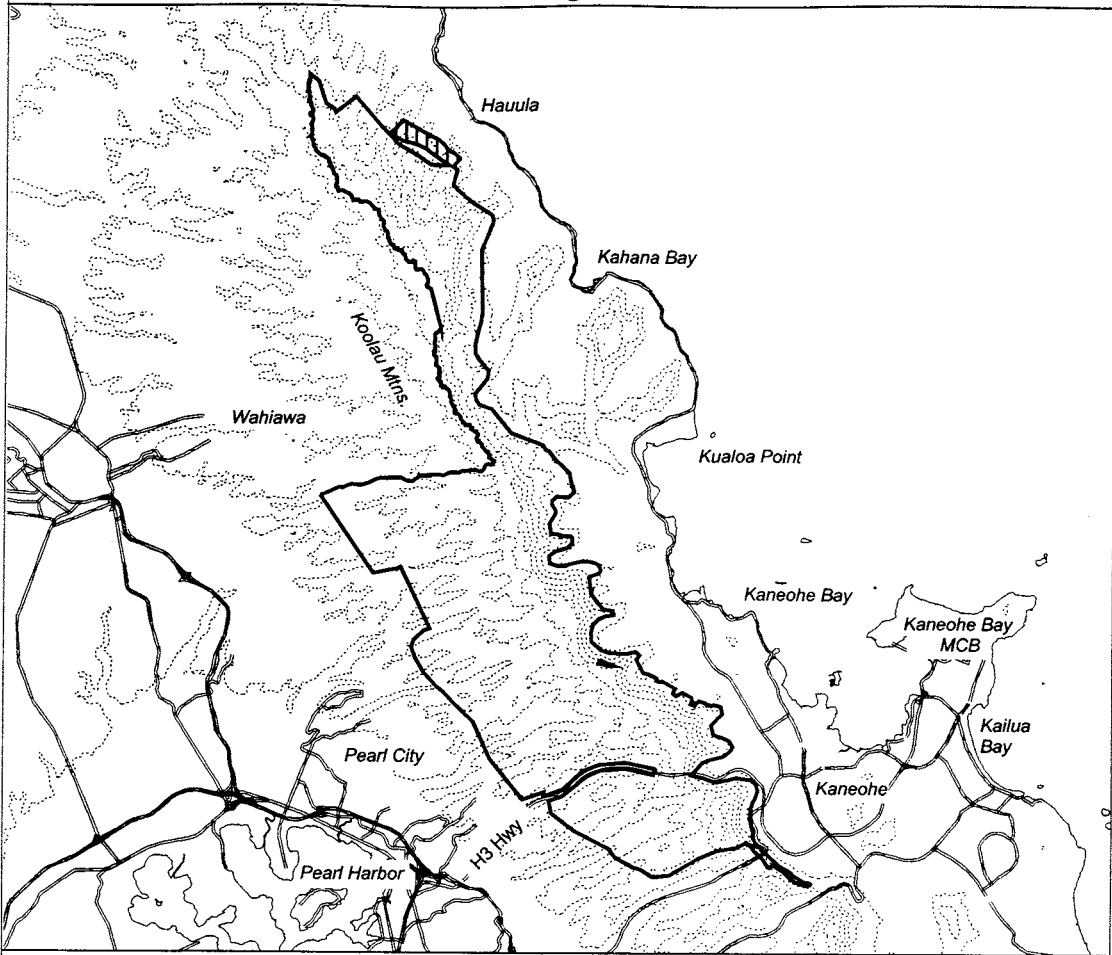 Hauula
Kahana Bay
Koolau Mtns.
Wahiawa
Kualoa Point
Kaneohe Bay
Kaneohe Bay
MCB
Kailua
Bay
Pearl City
Kaneohe
H3 Hwy
Pearl Harbor